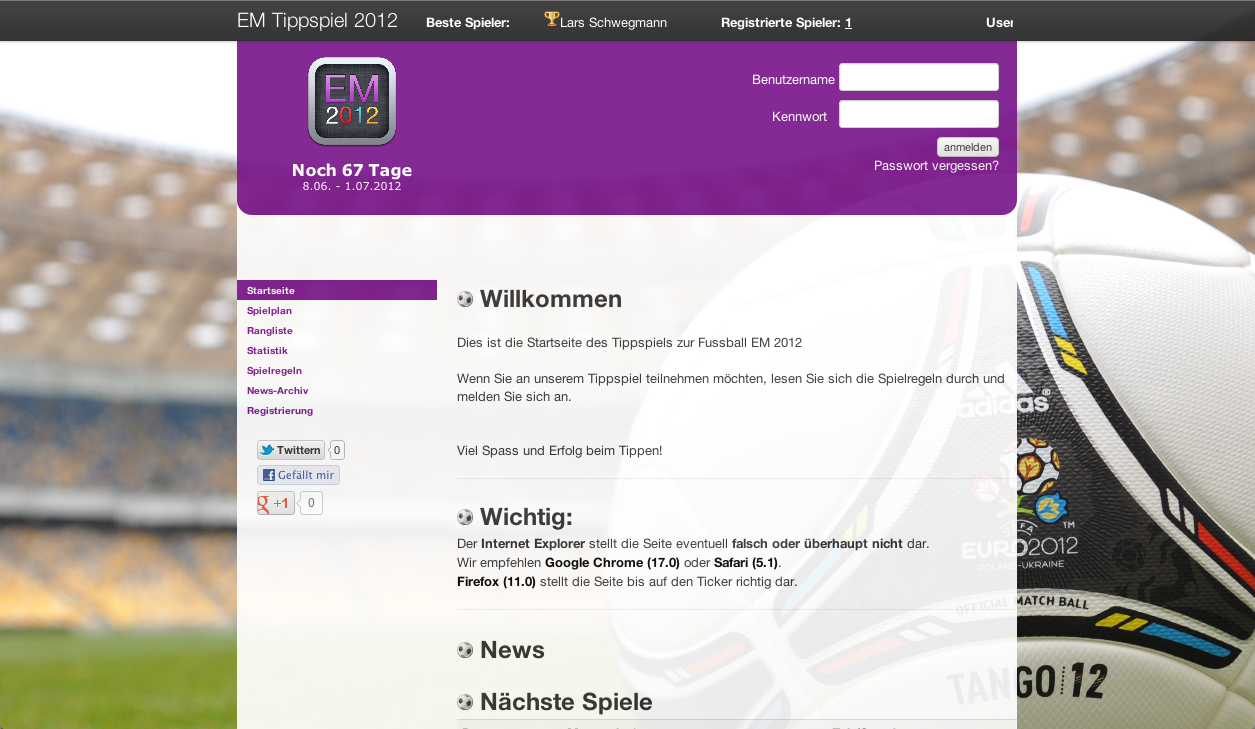 EM Tippspiel 2012
Beste Spieler:
Lars Schwegmann
Registrierte Spieler: 1
User
EM
2012
Noch 67 Tage
8.06. - 1.07.2012
Benutzername
Kennwort
anmelden
Passwort vergessen?
Startseite
Spielplan
Rangliste
Statistik
Spielregeln
News-Archiv
Registrierung
Twittern 0
Gefällt mir
+1 0
Willkommen
Dies ist die Startseite des Tippspiels zur Fussball EM 2012
Wenn Sie an unserem Tippspiel teilnehmen möchten, lesen Sie sich die Spielregeln durch und
melden Sie sich an.
Viel Spass und Erfolg beim Tippen!
Wichtig:
Der Internet Explorer stellt die Seite eventuell falsch oder überhaupt nicht dar.
Wir empfehlen Google Chrome (17.0) oder Safari (5.1).
Firefox (11.0) stellt die Seite bis auf den Ticker richtig dar.
News
Nächste Spiele
adidas
UEFA
EURO2012
POLAND-UKRAINE
OFFICIAL MATCH BALL
TANGO 12